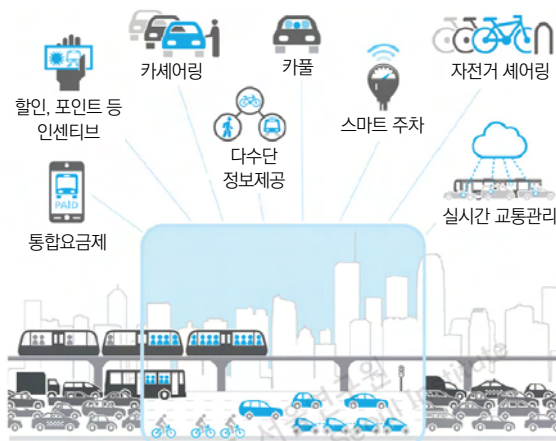 카셰어링
카풀
자전거 셰어링
할인, 포인트 등
인센티브
스마트 주차
다수단
정보제공
PAID
통합요금제
실시간 교통관리